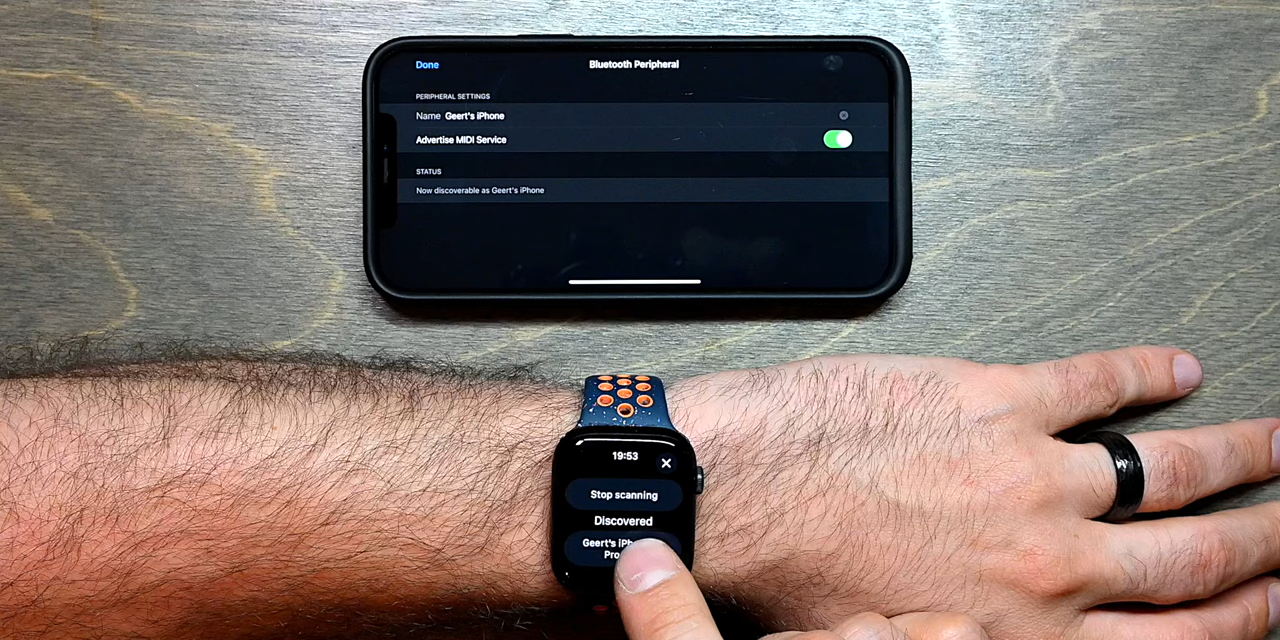 Done
Bluetooth Peripheral
PERIPHERAL SETTINGS
Name Geert's iPhone
Advertise MIDI Service
STATUS
Now discoverable as Geert's iPhone
19:53
Stop scanning
Discovered
Geert's